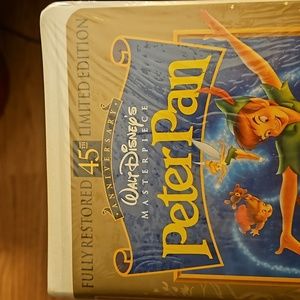 FULLY RESTORED 45TH LIMITED EDITION
ANNIVERSARY
WALT DISNEY'S
MASTERPIECE
Peter Pan